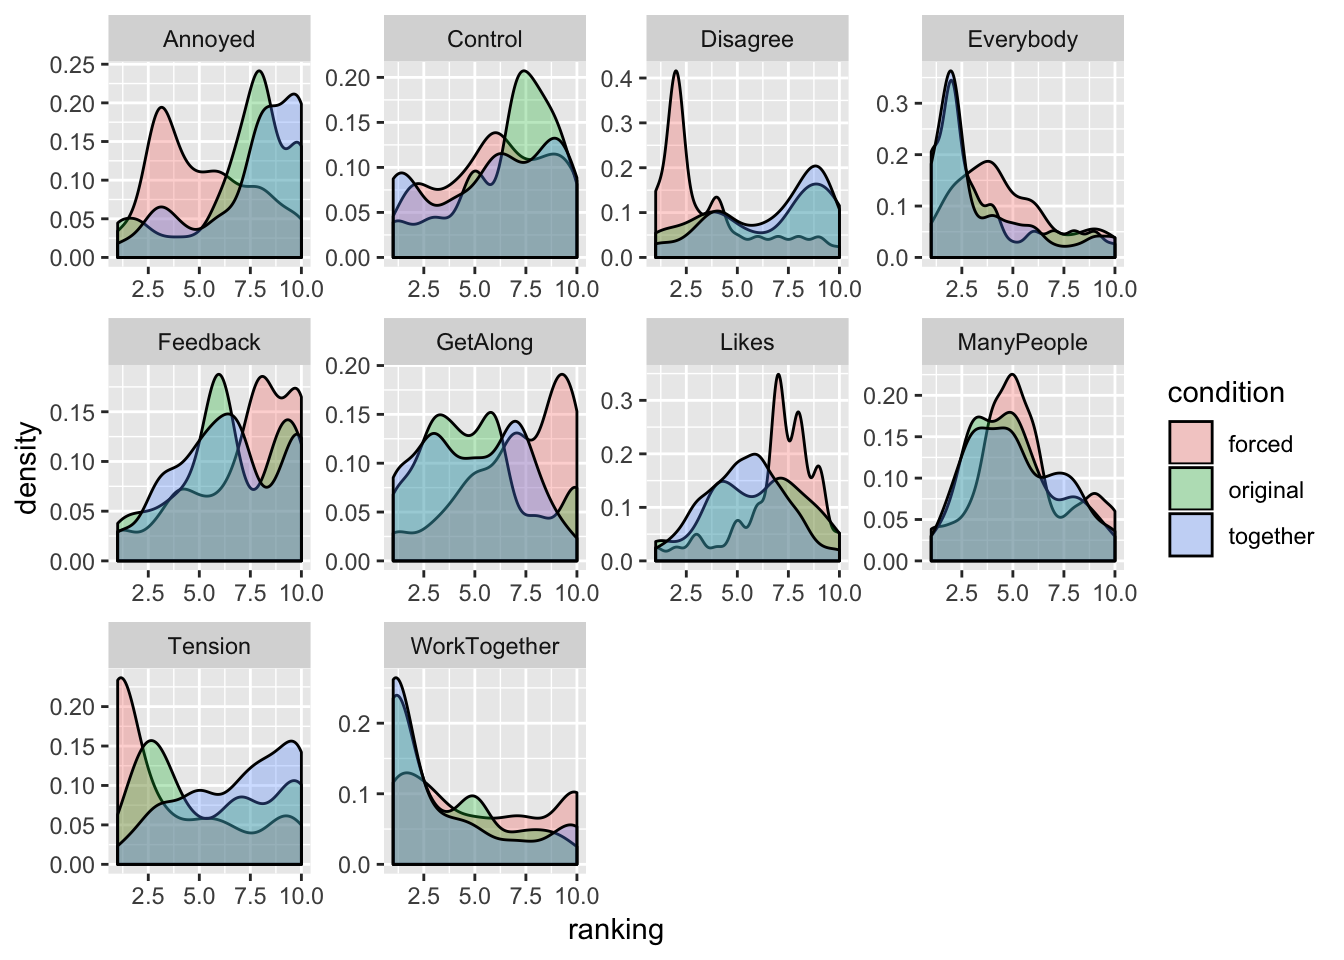 Annoyed Control Disagree Everybody
0.25 0.20 0.15 0.10 0.05 0.00
0.20 0.15 0.10 0.05 0.00
0.4 0.3 0.2 0.1 0.0
0.3 0.2 0.1 0.0
2.5 5.0 7.5 10.0 2.5 5.0 7.5 10.0 2.5 5.0 7.5 10.0 2.5 5.0 7.5 10.0
Feedback GetAlong Likes ManyPeople
0.15 0.10 0.05 0.00
0.20 0.15 0.10 0.05 0.00
0.3 0.2 0.1 0.0
0.20 0.15 0.10 0.05 0.00
2.5 5.0 7.5 10.0 2.5 5.0 7.5 10.0 2.5 5.0 7.5 10.0 2.5 5.0 7.5 10.0
Tension WorkTogether
0.20 0.15 0.10 0.05 0.00
0.2 0.1 0.0
2.5 5.0 7.5 10.0 2.5 5.0 7.5 10.0
density
ranking
condition
forced
original
together